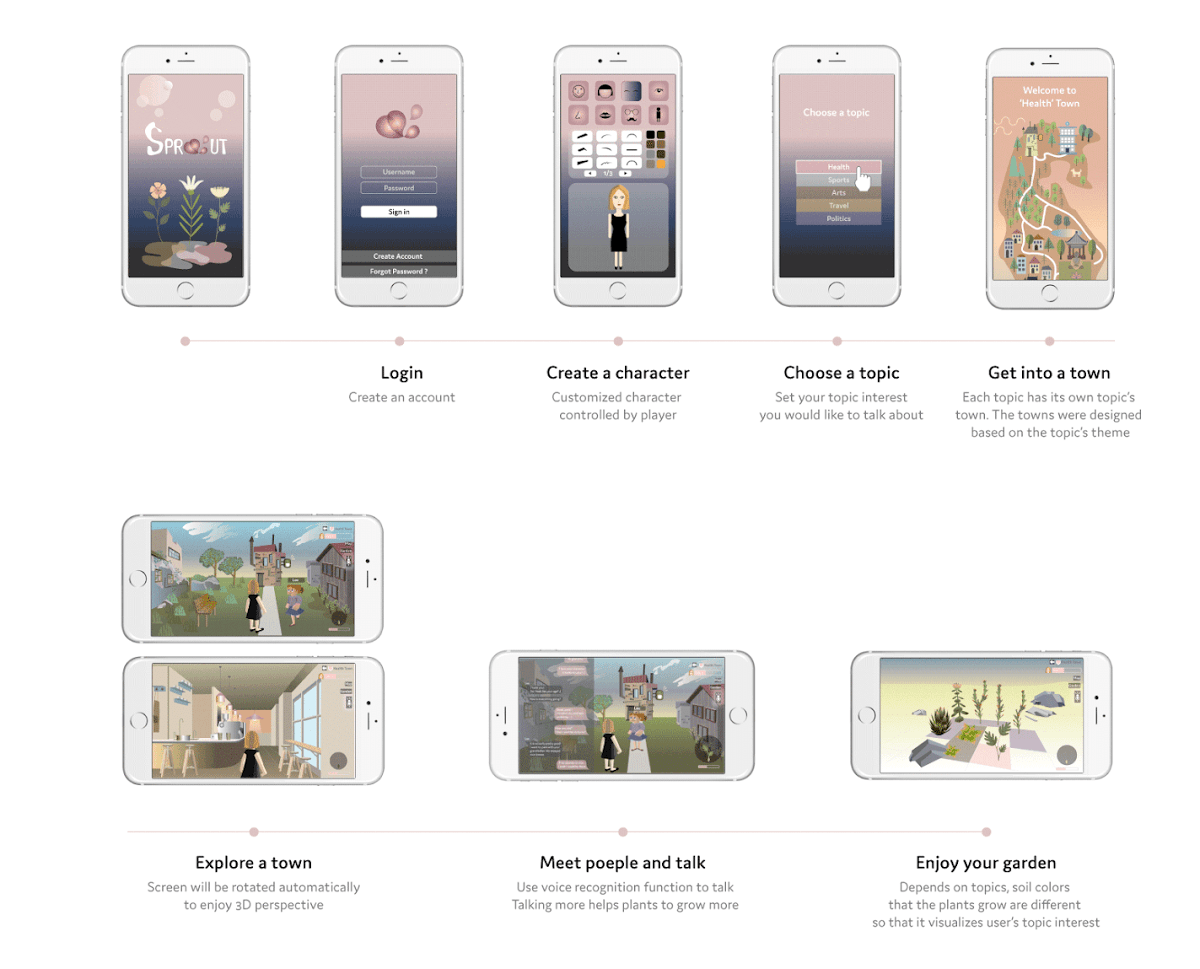 SPROUT
Username
Password
Sign in
Create Account
Forgot Password ?
1/3
Choose a topic
Health
Sports
Arts
Travel
Politics
Welcome to
'Health' Town
Login
Create an account
Create a character
Customized character
controlled by player
Choose a topic
Set your topic interest
you would like to talk about
Get into a town
Each topic has its own topic's
town. The towns were designed
based on the topic's theme
Explore a town
Screen will be rotated automatically
to enjoy 3D perspective
Meet poeple and talk
Use voice recognition function to talk
Talking more helps plants to grow more
Enjoy your garden
Depends on topics, soil colors
that the plants grow are different
so that it visualizes user's topic interest